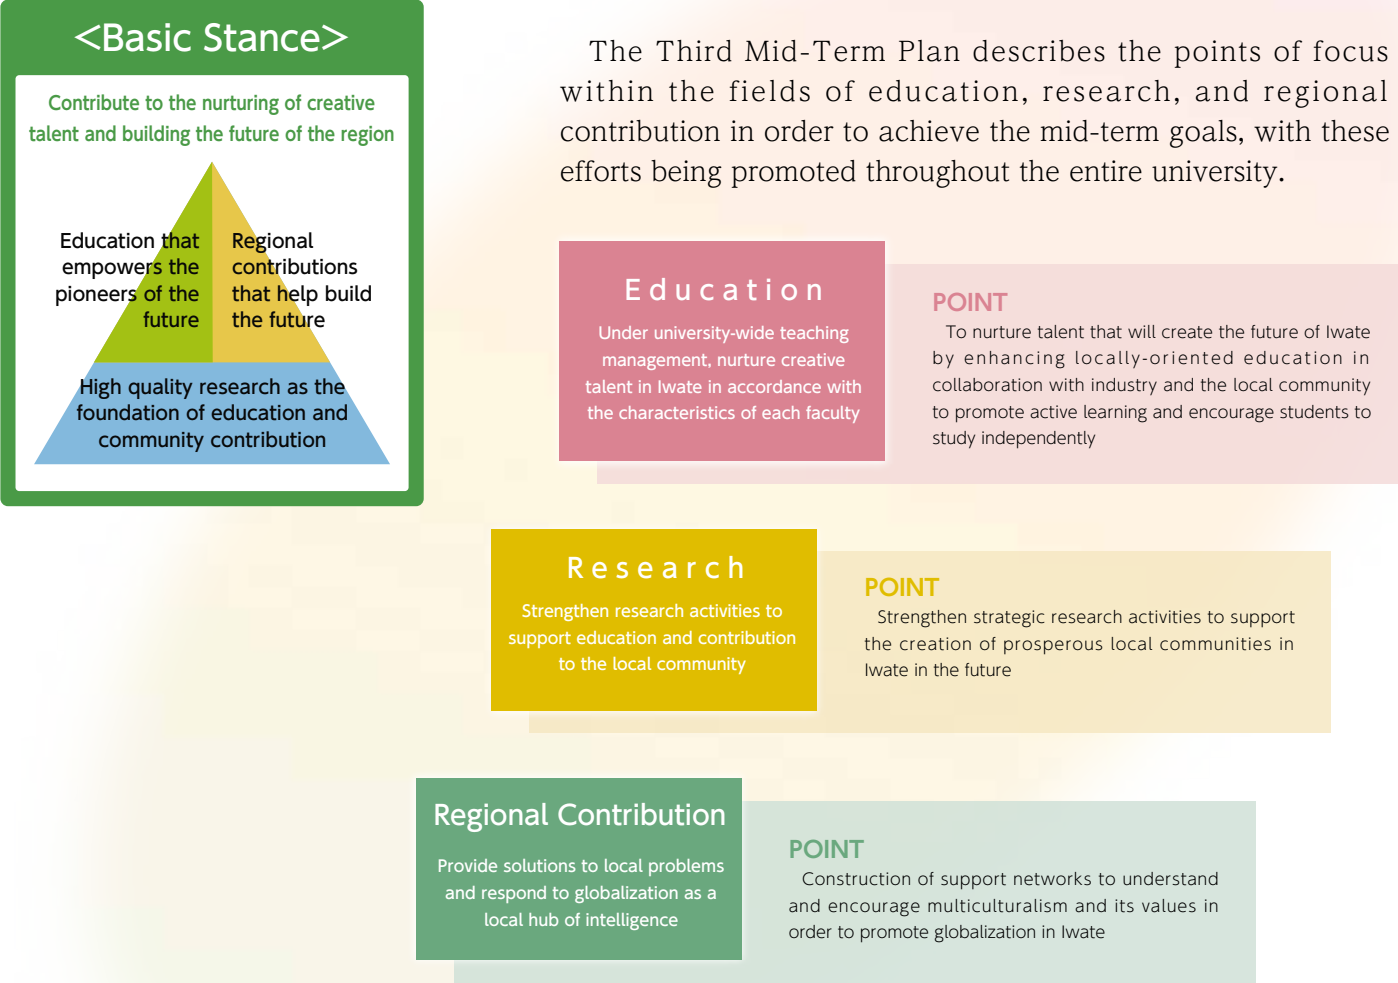 <Basic Stance>
Contribute to the nurturing of creative
talent and building the future of the region
Education that
empowers the
pioneers of the
future
Regional
contributions
that help build
the future
High quality research as the
foundation of education and
community contribution
The Third Mid-Term Plan describes the points of focus
within the fields of education, research, and regional
contribution in order to achieve the mid-term goals, with these
efforts being promoted throughout the entire university.
Education
Under university-wide teaching
management, nurture creative
talent in Iwate in accordance with
the characteristics of each faculty
POINT
To nurture talent that will create the future of Iwate
by enhancing locally-oriented education in
collaboration with industry and the local community
to promote active learning and encourage students to
study independently
Research
Strengthen research activities to
support education and contribution
to the local community
POINT
Strengthen strategic research activities to support
the creation of prosperous local communities in
Iwate in the future
Regional Contribution
Provide solutions to local problems
and respond to globalization as a
local hub of intelligence
POINT
Construction of support networks to understand
and encourage multiculturalism and its values in
order to promote globalization in Iwate